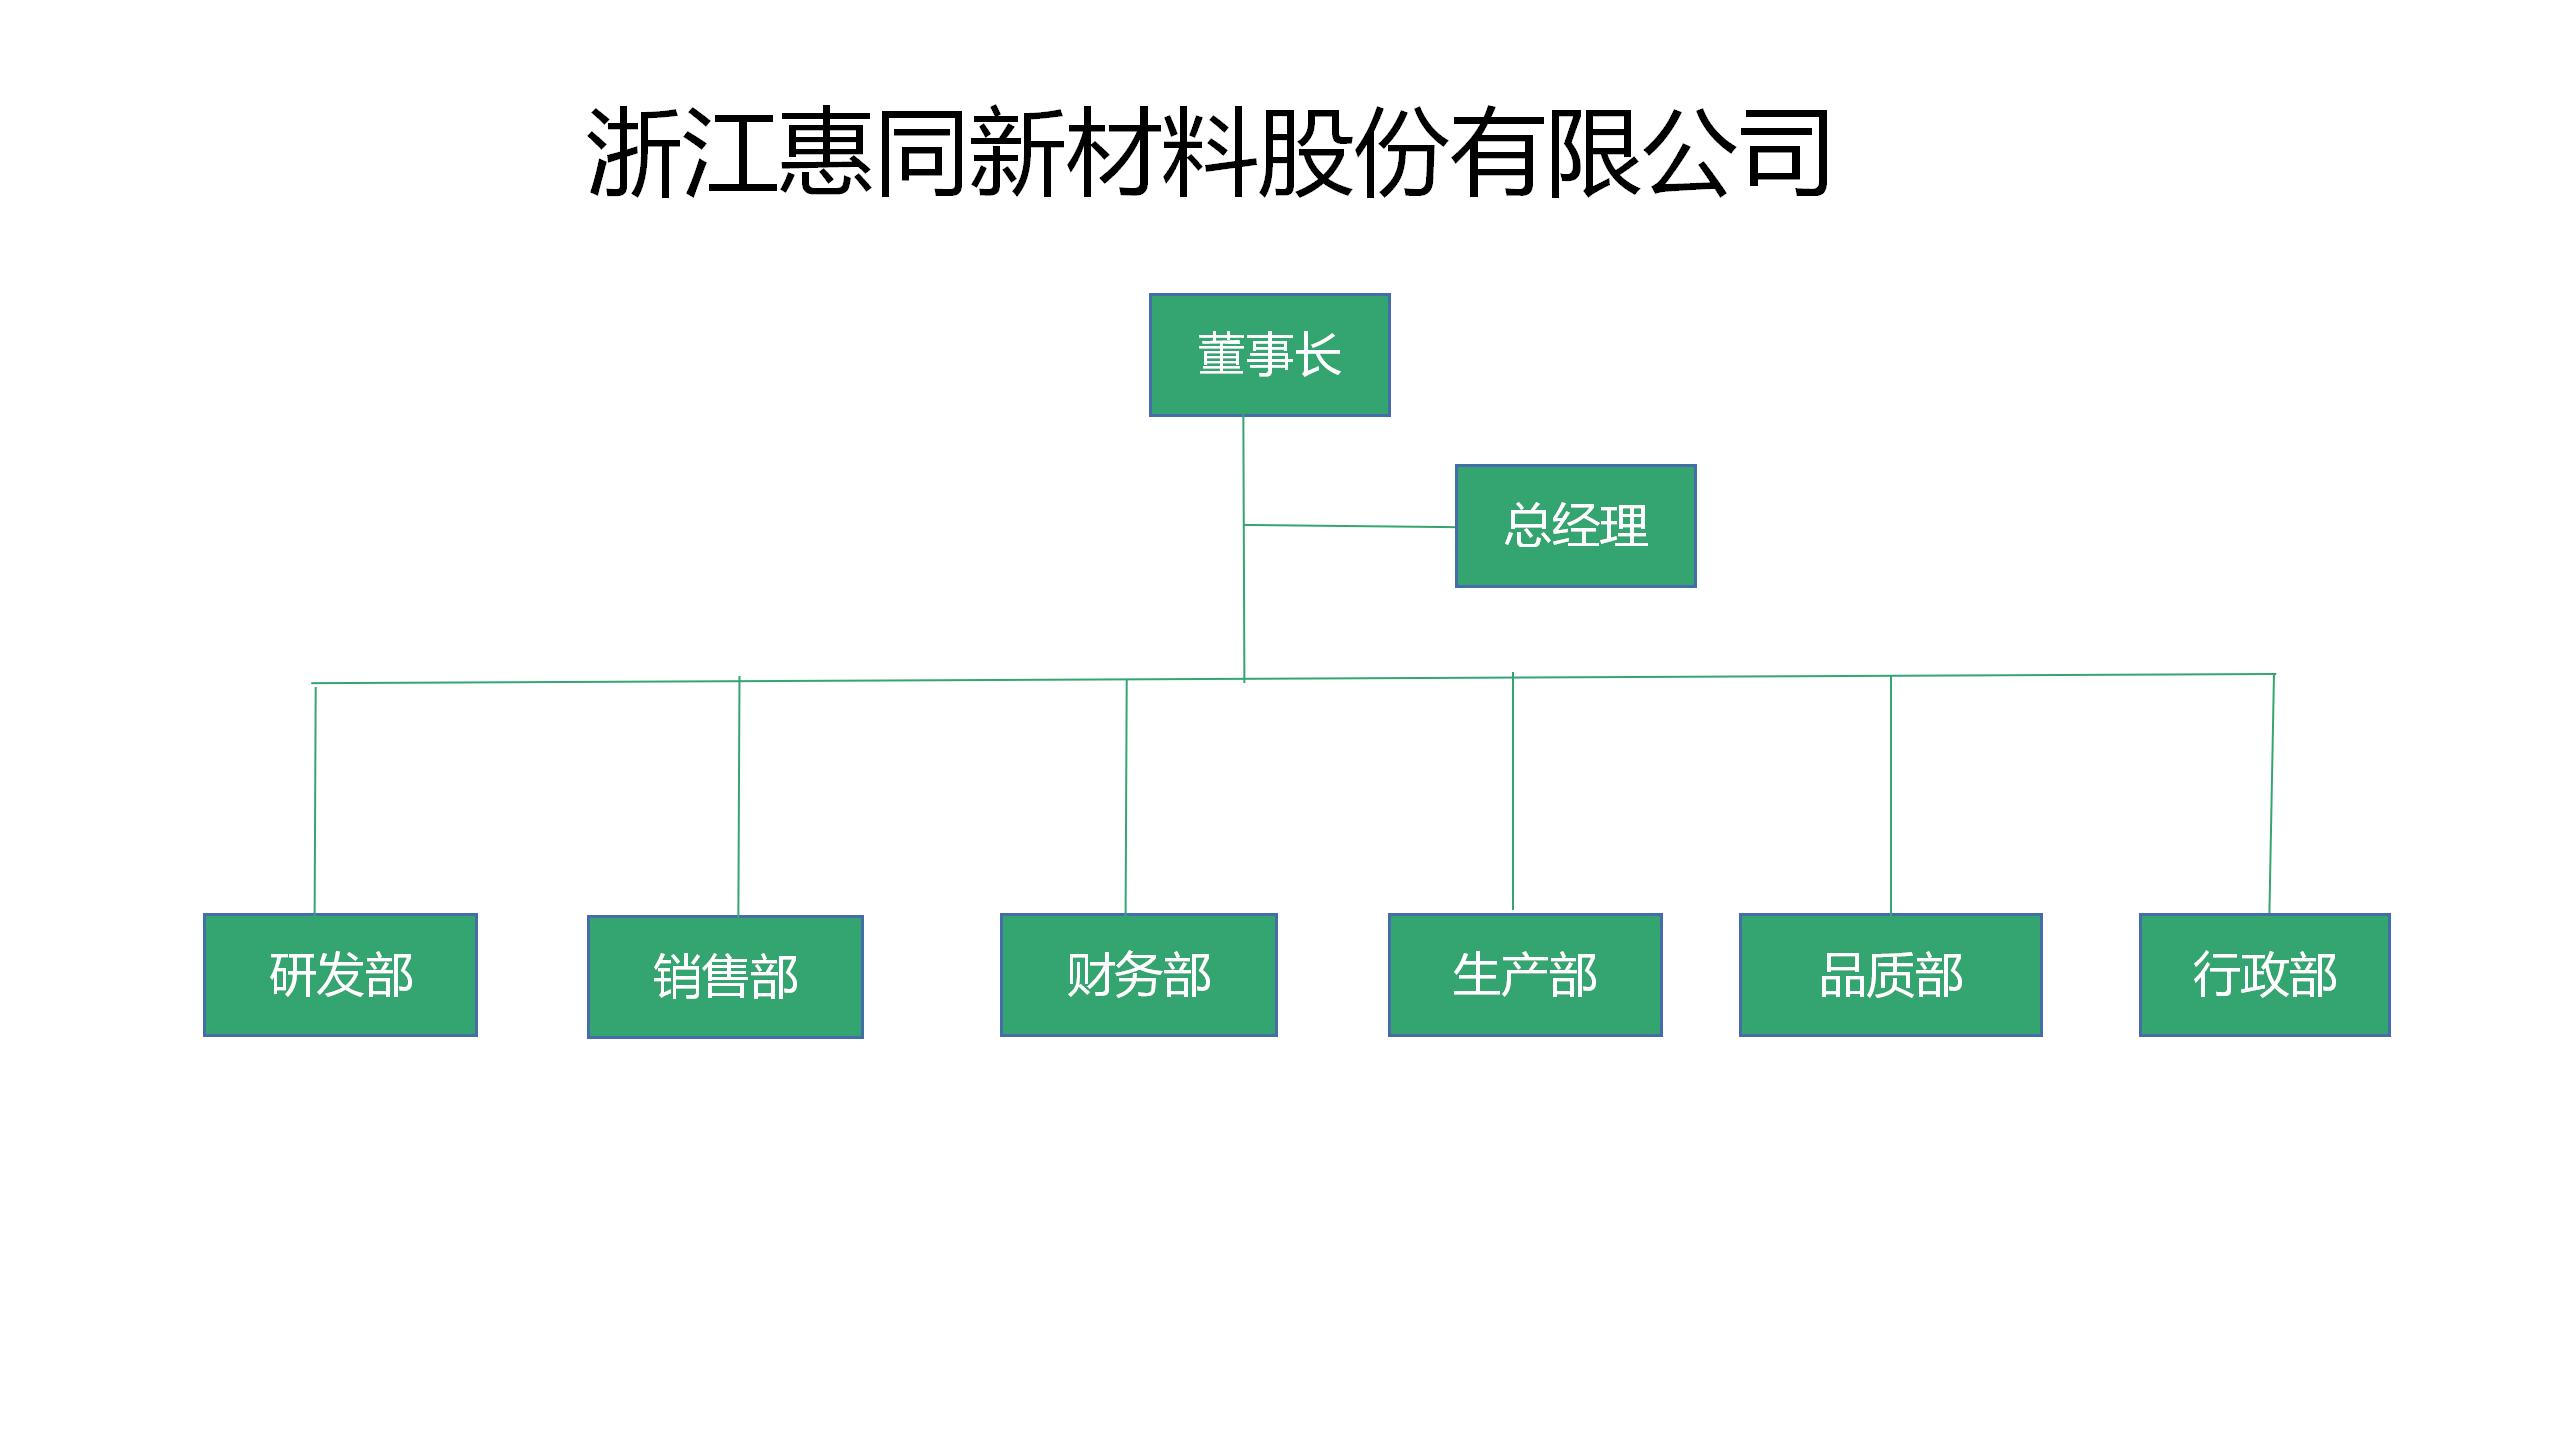 浙江惠同新材料股份有限公司
董事长
总经理
研发部
销售部
财务部
生产部
品质部
行政部